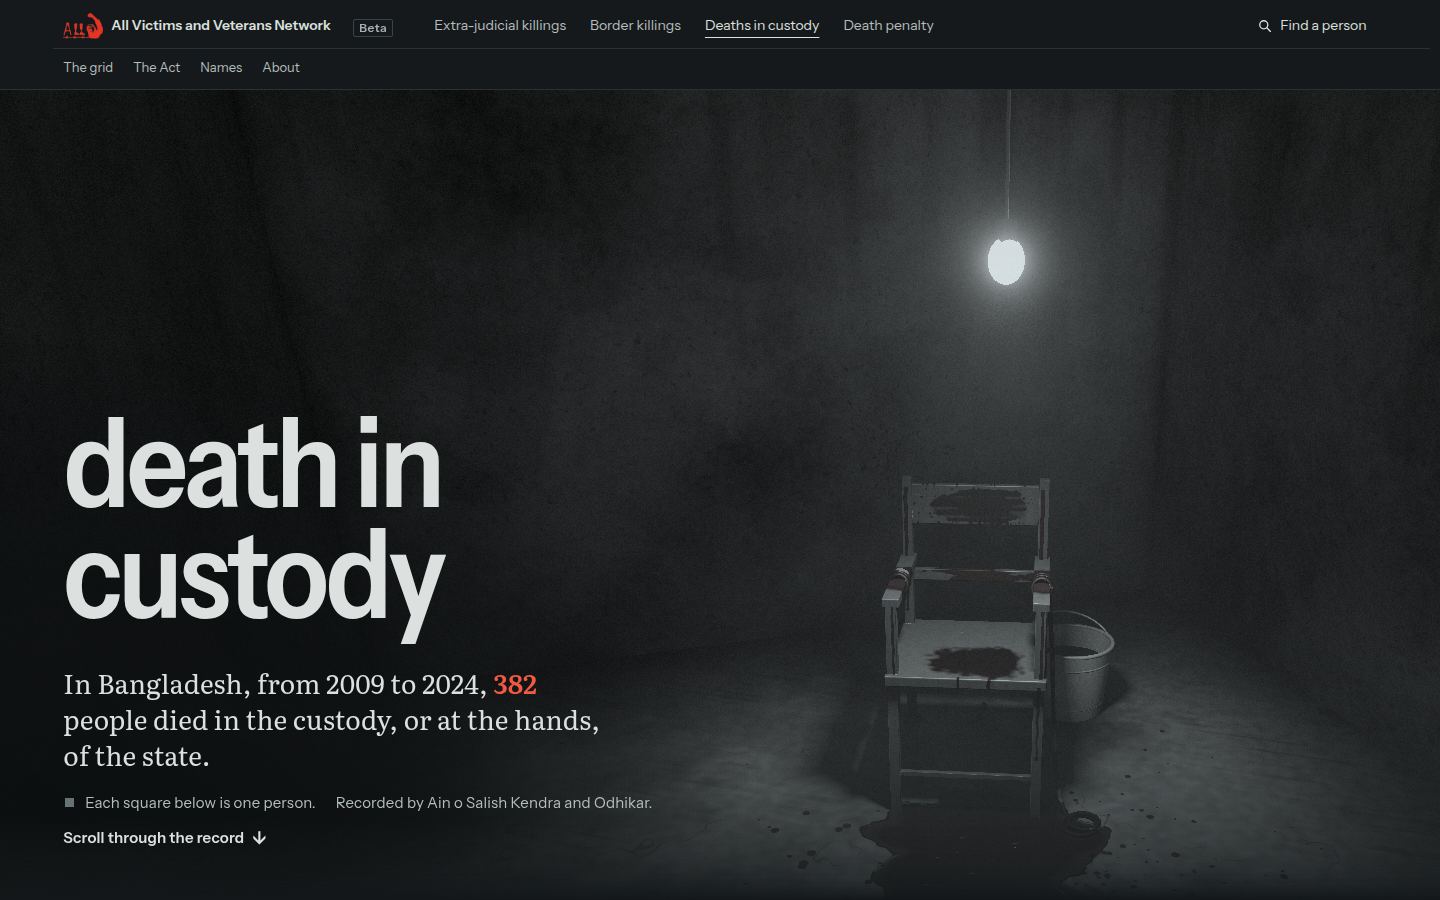 ALL
All Victims and Veterans Network
Beta
Extra-judicial killings
Border killings
Deaths in custody
Death penalty
Find a person
The grid
The Act
Names
About
death in
custody
In Bangladesh, from 2009 to 2024, 382
people died in the custody, or at the hands,
of the state.
Each square below is one person.
Recorded by Ain o Salish Kendra and Odhikar.
Scroll through the record